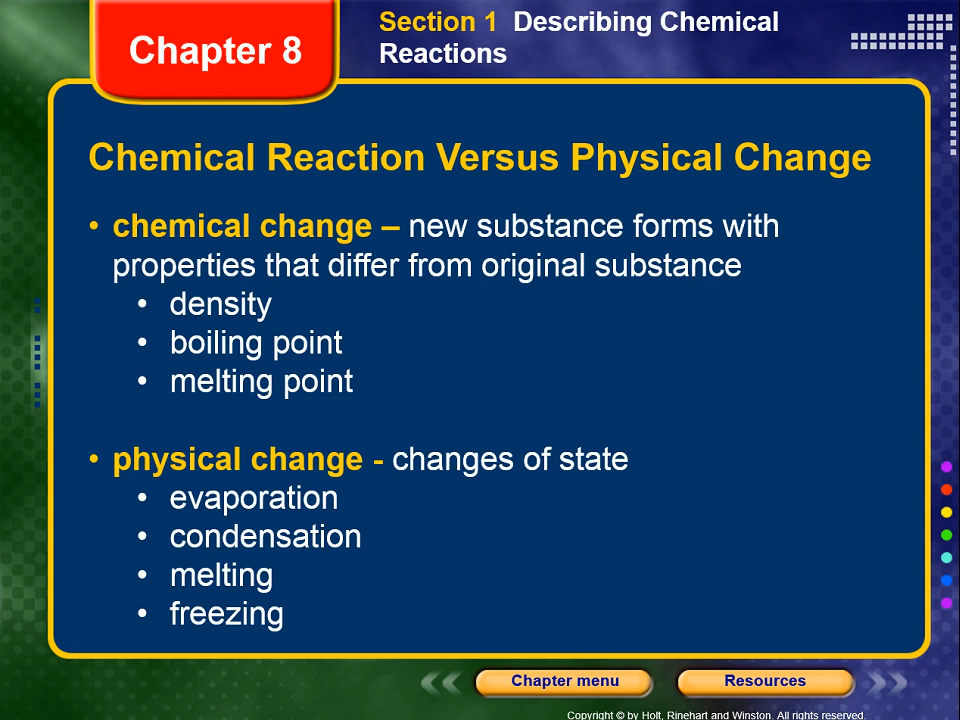 Section 1  Describing Chemical
Reactions
Chapter 8
Chemical Reaction Versus Physical Change
• chemical change – new substance forms with
properties that differ from original substance
• density
• boiling point
• melting point
• physical change - changes of state
• evaporation
• condensation
• melting
• freezing
Chapter menu
Resources
Copyright © by Holt, Rinehart and Winston. All rights reserved.